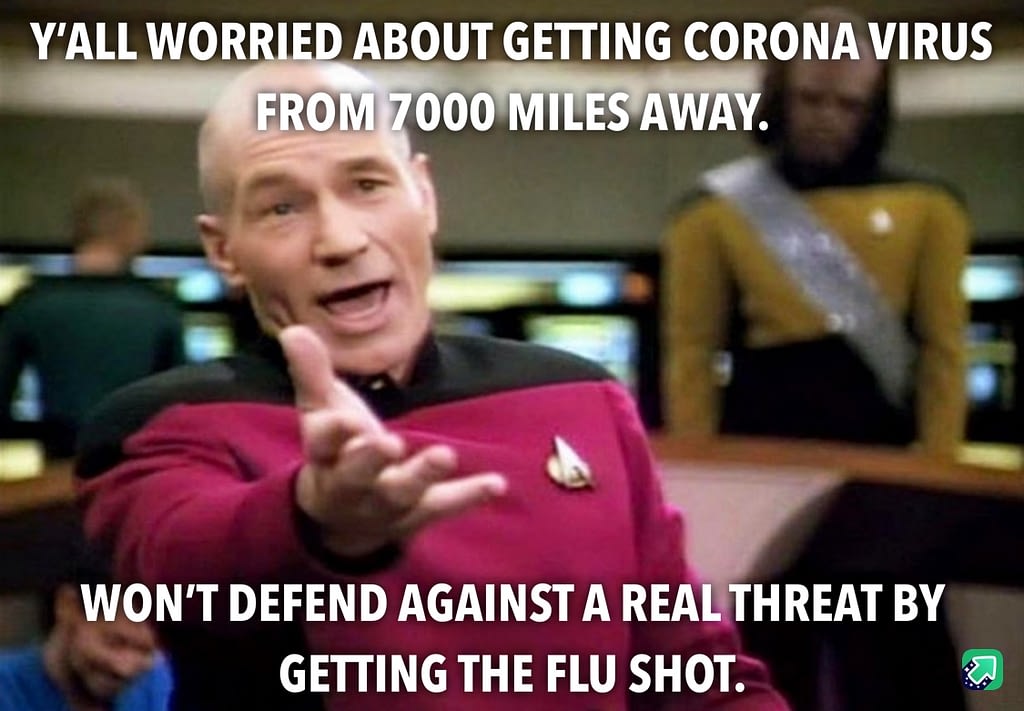 Y'ALL WORRIED ABOUT GETTING CORONA VIRUS
FROM 7000 MILES AWAY.
WON'T DEFEND AGAINST A REAL THREAT BY
GETTING THE FLU SHOT.